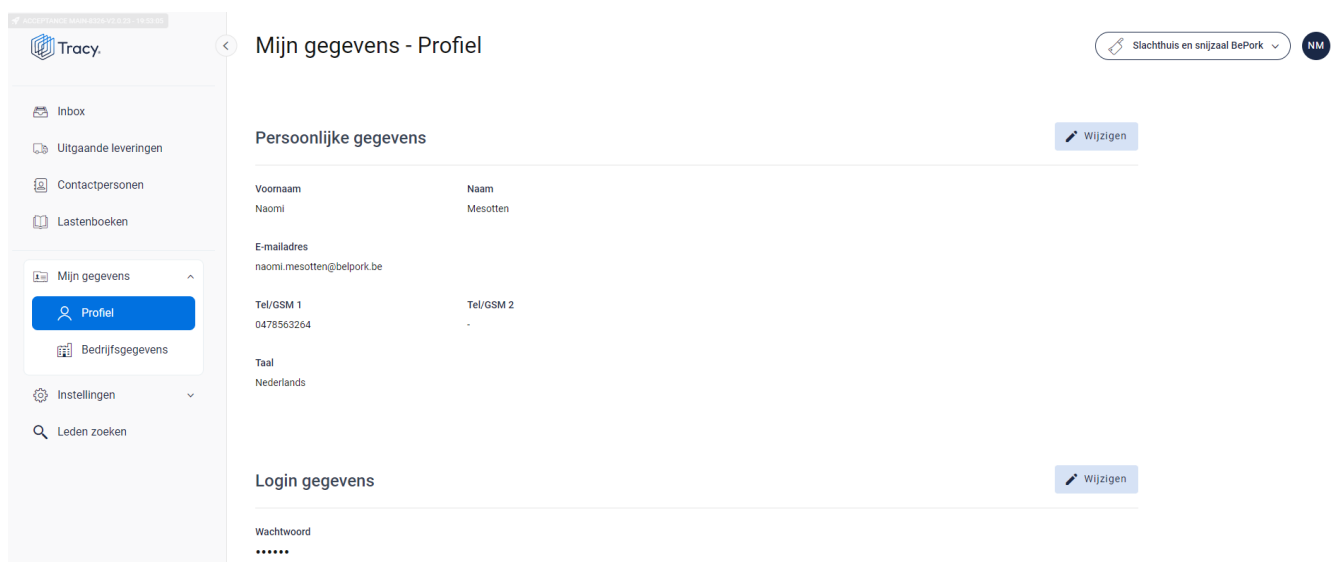 Tracy.
Mijn gegevens - Profiel
Slachthuis en snijzaal BePork
NM
Inbox
Uitgaande leveringen
Contactpersonen
Lastenboeken
Mijn gegevens
Profiel
Bedrijfsgegevens
Instellingen
Leden zoeken
Persoonlijke gegevens
Wijzigen
Voornaam Naam
Naomi Mesotten
E-mailadres
naomi.mesotten@belpork.be
Tel/GSM 1 Tel/GSM 2
0478563264 -
Taal
Nederlands
Login gegevens
Wijzigen
Wachtwoord
••••••